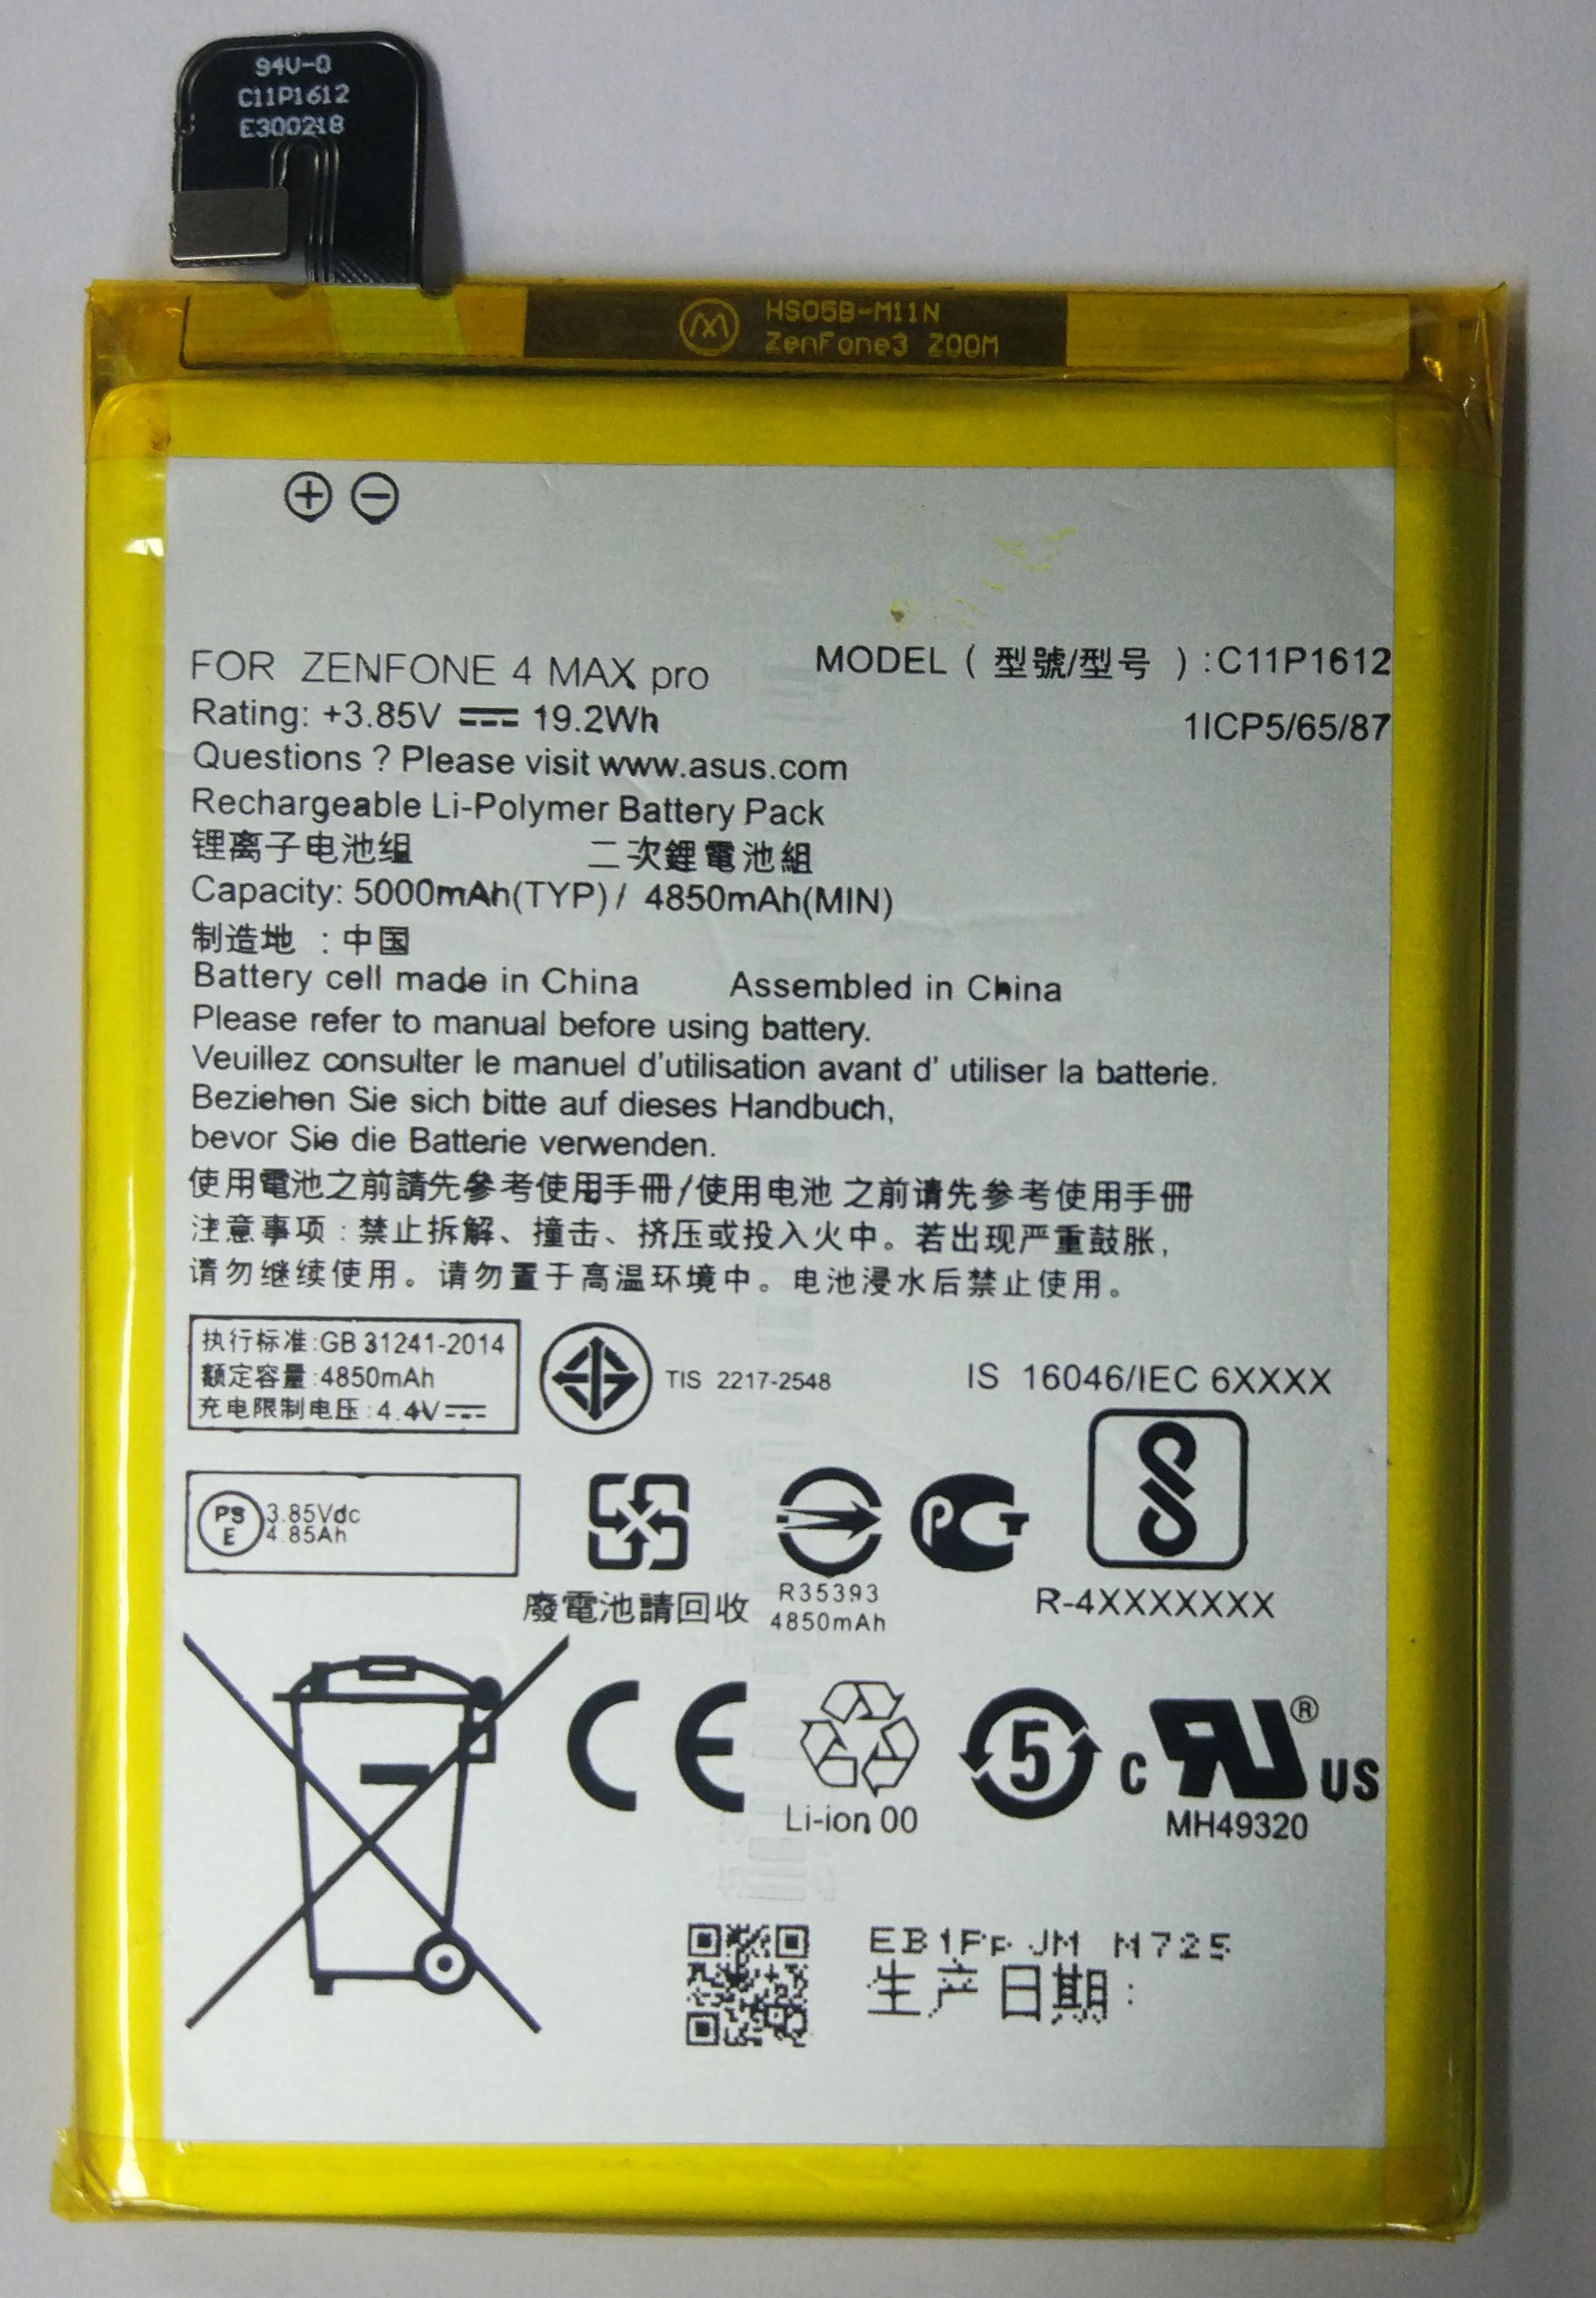 94V-0
C11P1612
E300218
HS05B-M11N
ZenFone3 ZOOM
FOR ZENFONE 4 MAX pro
MODEL ( 型號/型号 ) :C11P1612
Rating: +3.85V ⎓ 19.2Wh
1ICP5/65/87
Questions ? Please visit www.asus.com
Rechargeable Li-Polymer Battery Pack
锂离子电池组 二次鋰電池組
Capacity: 5000mAh(TYP) / 4850mAh(MIN)
制造地 : 中国
Battery cell made in China Assembled in China
Please refer to manual before using battery.
Veuillez consulter le manuel d'utilisation avant d' utiliser la batterie.
Beziehen Sie sich bitte auf dieses Handbuch,
bevor Sie die Batterie verwenden.
使用電池之前請先參考使用手冊/使用电池 之前请先参考使用手册
注意事项 : 禁止拆解、撞击、挤压或投入火中。若出现严重鼓胀,
请勿继续使用。请勿置于高温环境中。电池浸水后禁止使用。
执行标准:GB 31241-2014
额定容量:4850mAh
充电限制电压:4.4V⎓
TIS 2217-2548
IS 16046/IEC 6XXXX
PS
E
3.85Vdc
4.85Ah
廢電池請回收
R35393
4850mAh
R-4XXXXXXX
CE
Li-ion 00
5
c RU ® US
MH49320
EB1Pp JM M725
生产日期: